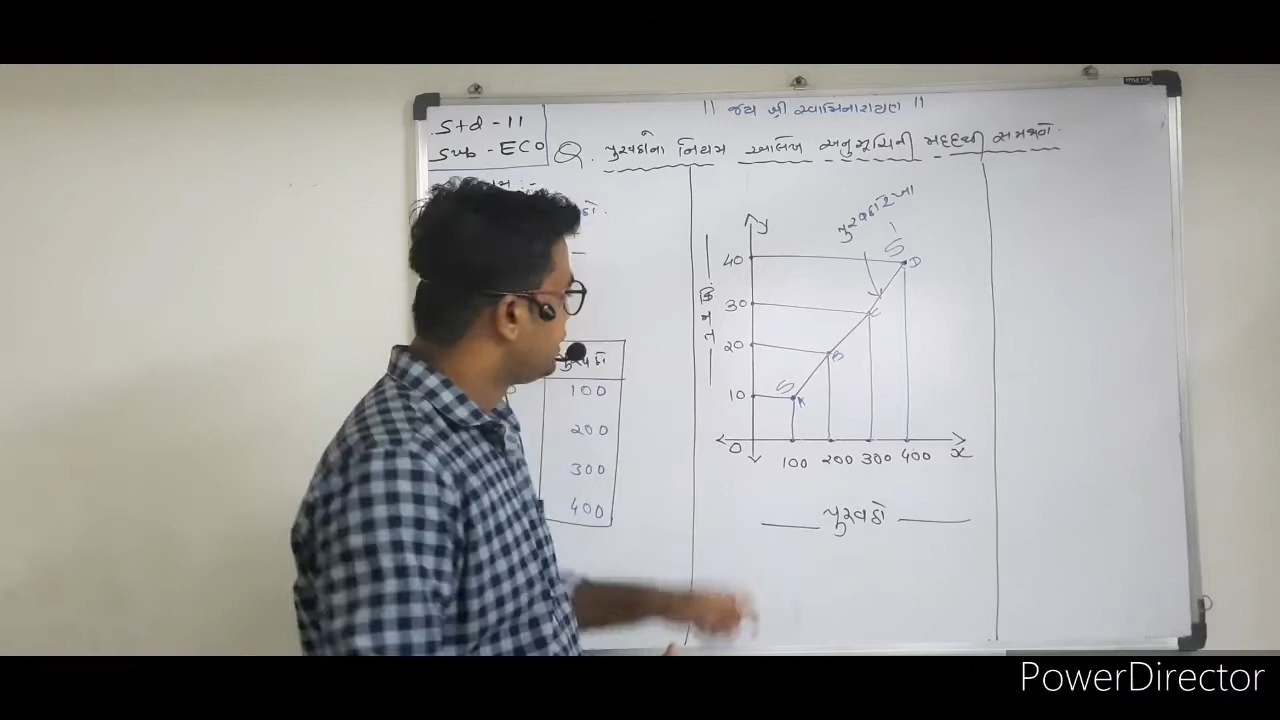 || જય શ્રી સ્વામિનારાયણ ||
Std - 11
Sub - ECO
Q. પુરવઠાના નિયમ આલેખ અનુસૂચિની મદદથી સમજાવો.
પુરવઠો
100
200
300
400
y
પુરવઠારેખા
S
D
40
C
30
કિંમત
B
20
S
A
10
0
100 200 300 400 x
પુરવઠો
PowerDirector